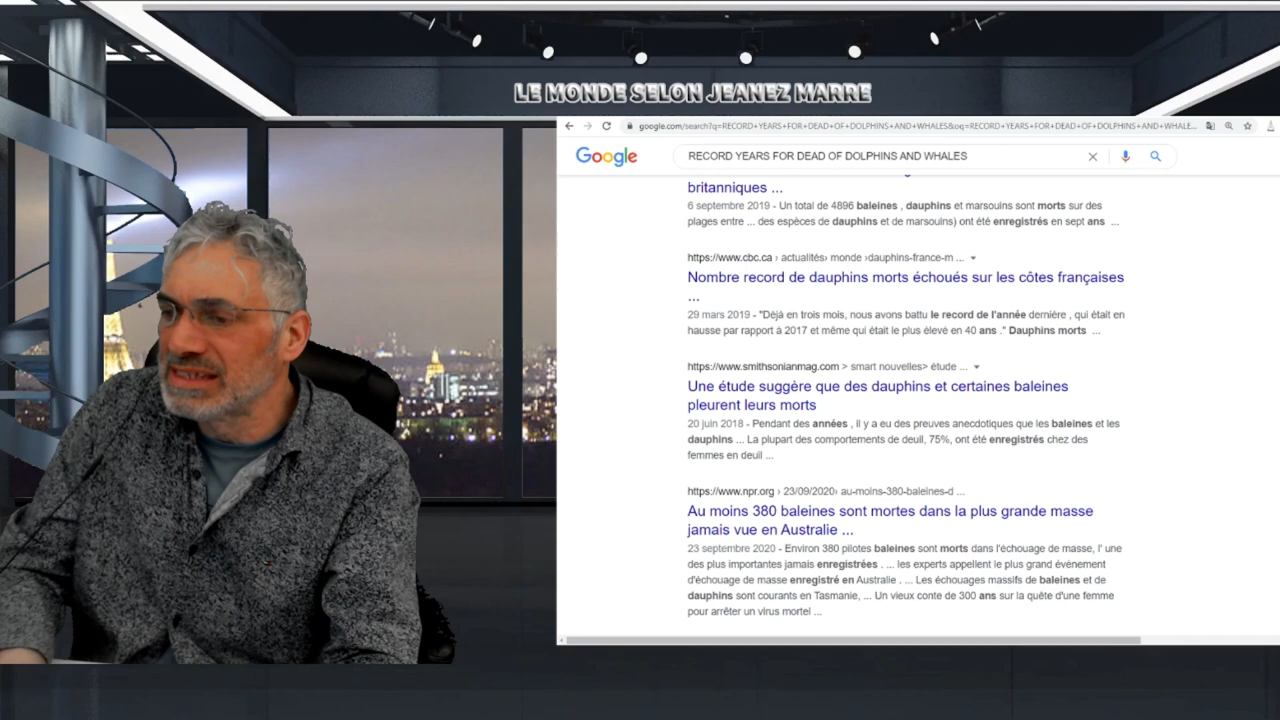 LE MONDE SELON JEANEZ MARRE
google.com/search?q=RECORD+YEARS+FOR+DEAD+OF+DOLPHINS+AND+WHALES&oq=RECORD+YEARS+FOR+DEAD+OF+DOLPHINS+AND+WHALE...
Google
RECORD YEARS FOR DEAD OF DOLPHINS AND WHALES
britanniques ...
6 septembre 2019 - Un total de 4896 baleines , dauphins et marsouins sont morts sur des
plages entre ... des espèces de dauphins et de marsouins) ont été enregistrés en sept ans ...
https://www.cbc.ca › actualités› monde ›dauphins-france-m ...
Nombre record de dauphins morts échoués sur les côtes françaises
...
29 mars 2019 - "Déjà en trois mois, nous avons battu le record de l'année dernière , qui était en
hausse par rapport à 2017 et même qui était le plus élevé en 40 ans ." Dauphins morts ...
https://www.smithsonianmag.com > smart nouvelles> étude ...
Une étude suggère que des dauphins et certaines baleines
pleurent leurs morts
20 juin 2018 - Pendant des années , il y a eu des preuves anecdotiques que les baleines et les
dauphins ... La plupart des comportements de deuil, 75%, ont été enregistrés chez des
femmes en deuil ...
https://www.npr.org › 23/09/2020› au-moins-380-baleines-d ...
Au moins 380 baleines sont mortes dans la plus grande masse
jamais vue en Australie ...
23 septembre 2020 - Environ 380 pilotes baleines sont morts dans l'échouage de masse, l' une
des plus importantes jamais enregistrées . ... les experts appellent le plus grand événement
d'échouage de masse enregistré en Australie . ... Les échouages massifs de baleines et de
dauphins sont courants en Tasmanie, ... Un vieux conte de 300 ans sur la quête d'une femme
pour arrêter un virus mortel ...